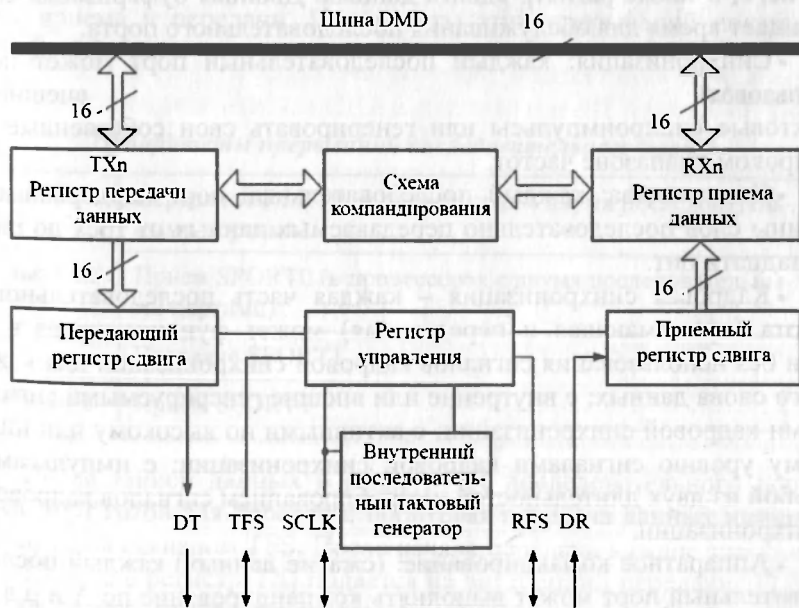 Шина DMD
16
16
16
TXn
Регистр передачи
данных
Схема
компандирования
RXn
Регистр приема
данных
16
16
Передающий
регистр сдвига
Регистр
управления
Приемный
регистр сдвига
Внутренний
последователь-
ный тактовый
генератор
DT TFS SCLK RFS DR